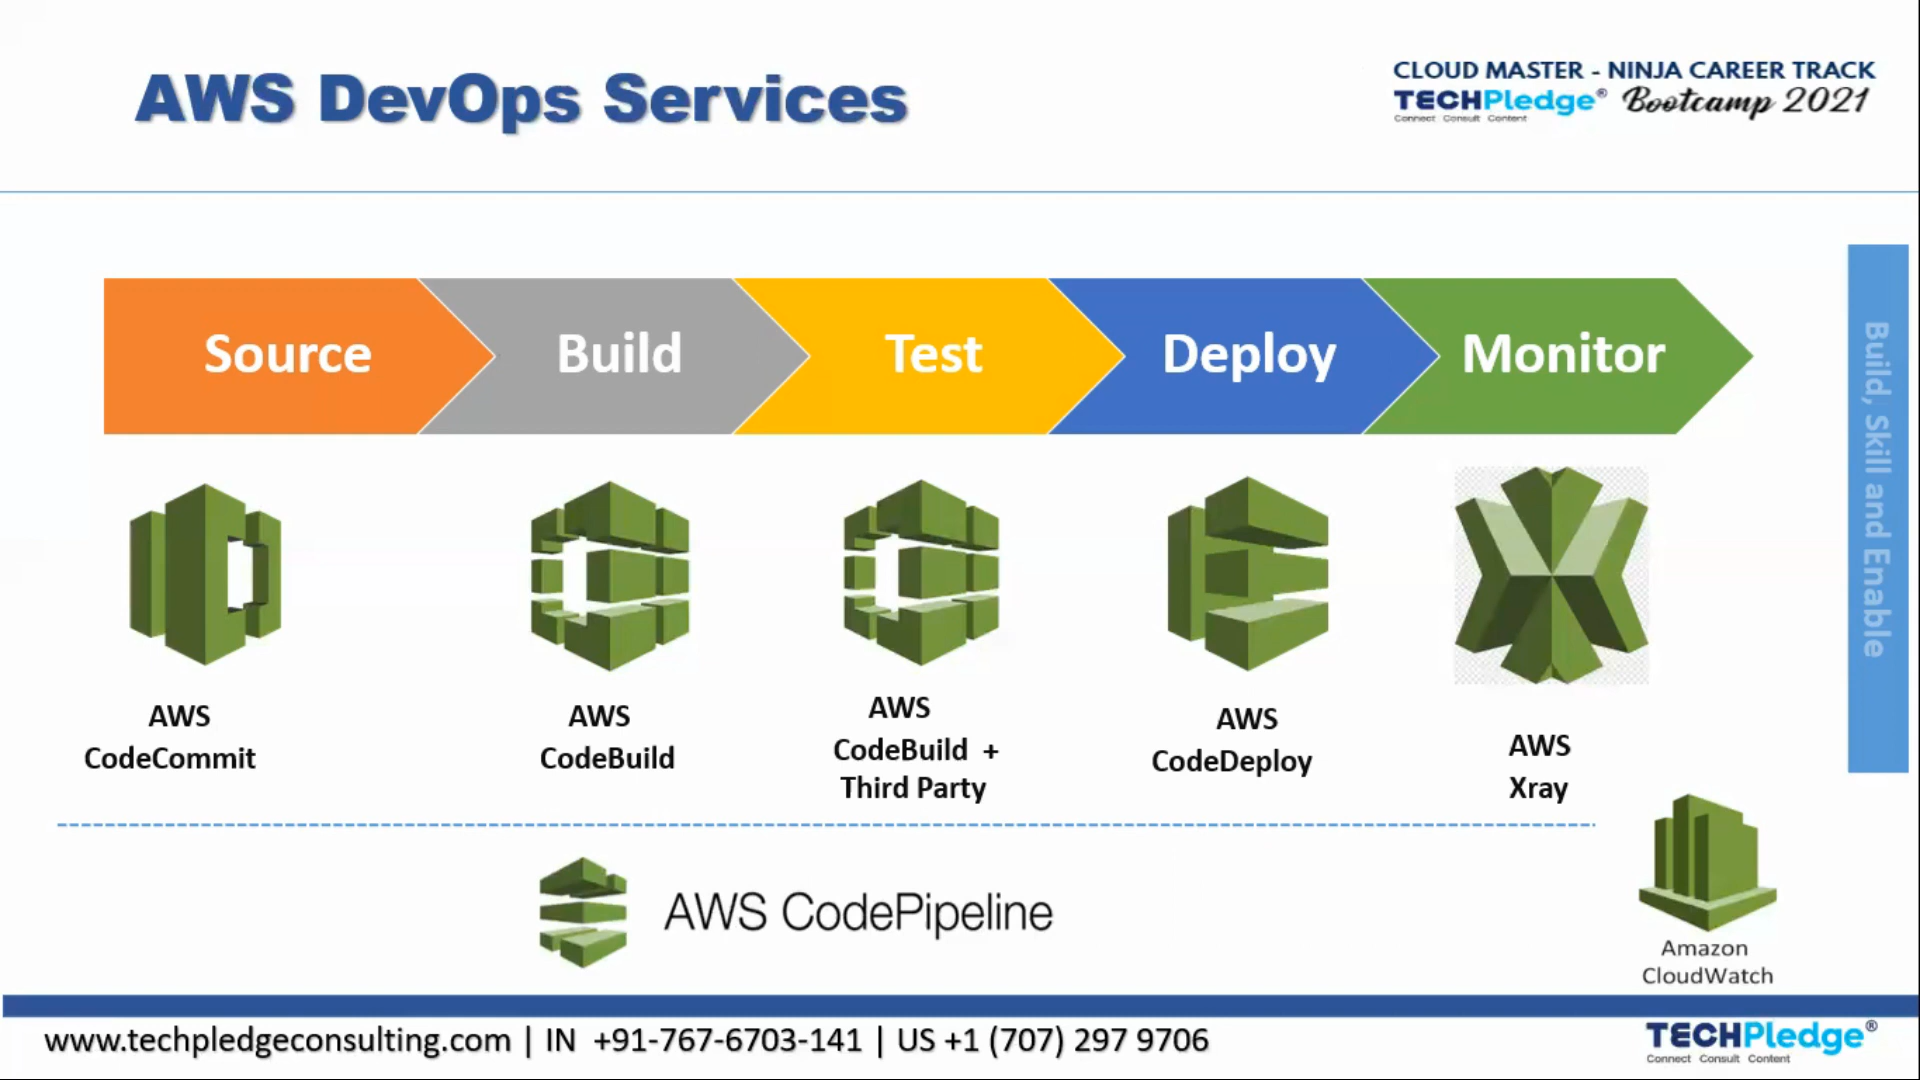 AWS DevOps Services
CLOUD MASTER - NINJA CAREER TRACK
TECHPledge® Bootcamp 2021
Connect Consult Content
Source
Build
Test
Deploy
Monitor
Build, Skill and Enable
AWS
CodeCommit
AWS
CodeBuild
AWS
CodeBuild +
Third Party
AWS
CodeDeploy
AWS
Xray
AWS CodePipeline
Amazon
CloudWatch
www.techpledgeconsulting.com | IN +91-767-6703-141 | US +1 (707) 297 9706
TECHPledge®
Connect Consult Content